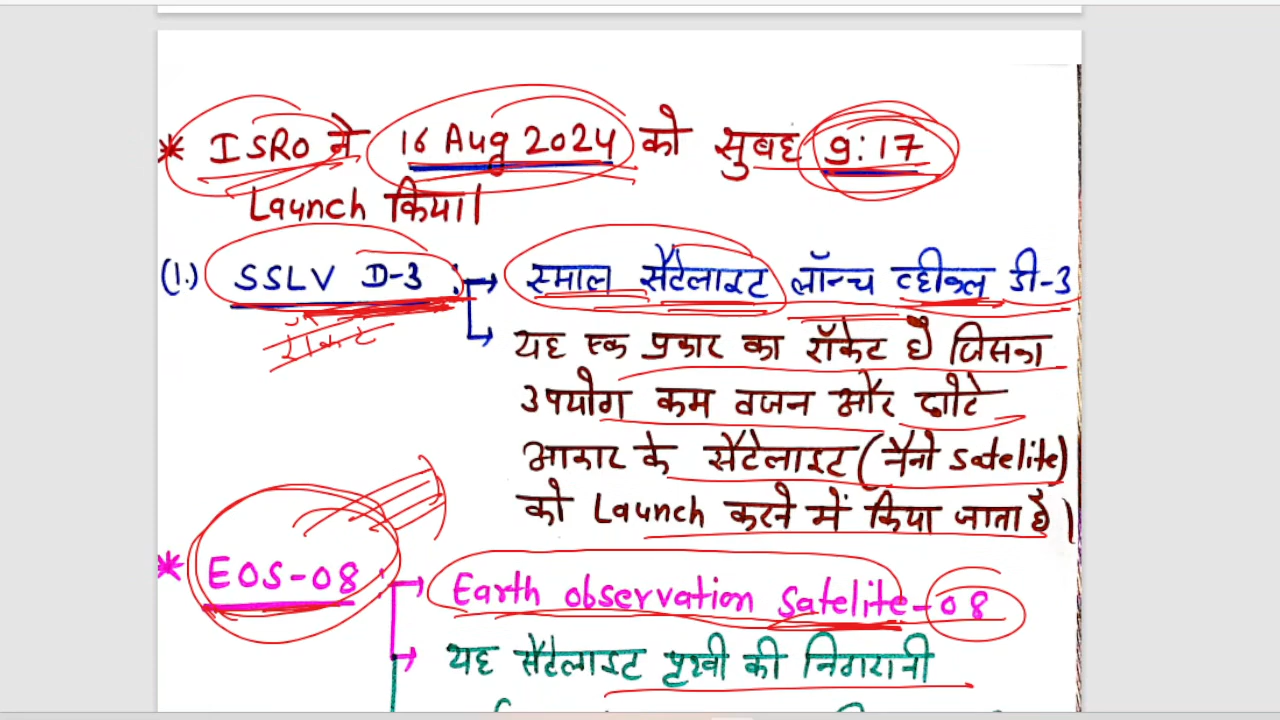 * ISRO ने 16 Aug 2024 को सुबह 9:17
Launch किया।
(1.) SSLV D-3 : → स्माल सैटेलाइट लॉन्च व्हीकल डी-3
रॉकेट
→ यह एक प्रकार का रॉकेट है जिसका
उपयोग कम वजन और छोटे
आकार के सैटेलाइट (नैनो satelite)
को Launch करने में किया जाता है।
* EOS-08 : → Earth observation satelite-08
→ यह सैटेलाइट पृथ्वी की निगरानी